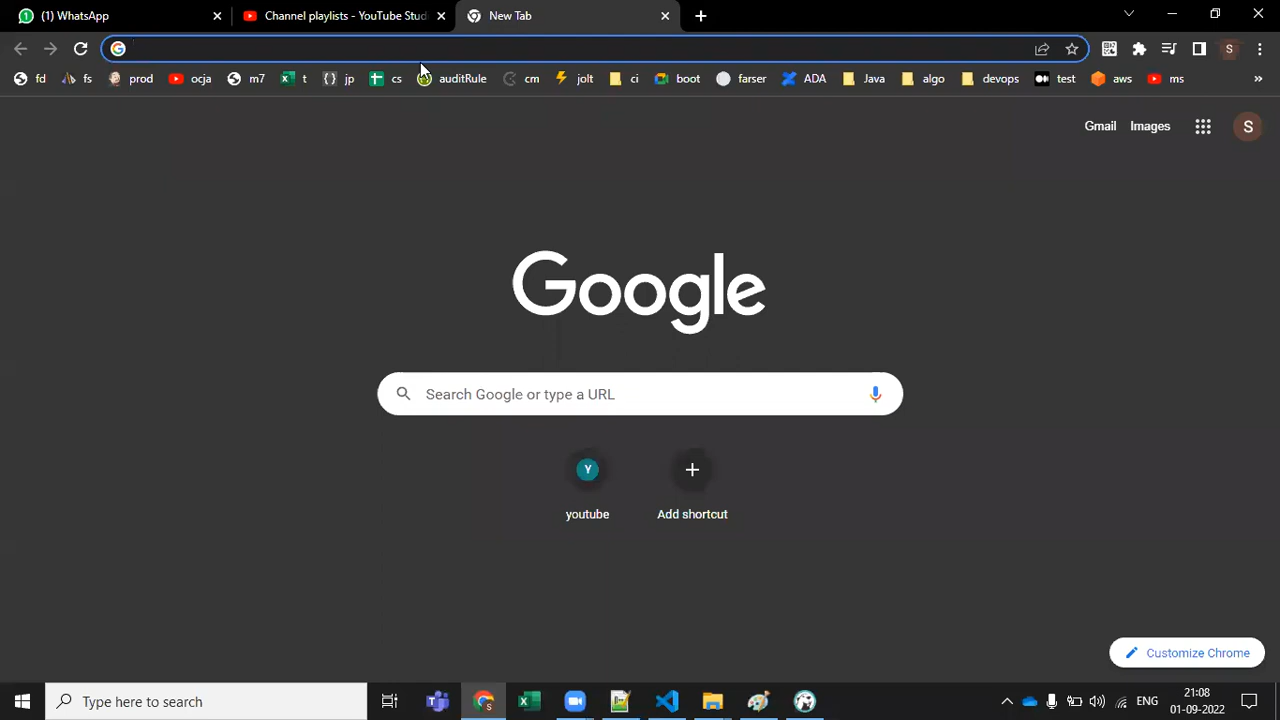 (1) WhatsApp
Channel playlists - YouTube Stud
New Tab
fd fs prod ocja m7 t jp cs auditRule cm jolt ci boot farser ADA Java algo devops test aws ms »
Gmail Images S
Google
Search Google or type a URL
Y
youtube
Add shortcut
Customize Chrome
Type here to search
ENG
21:08
01-09-2022